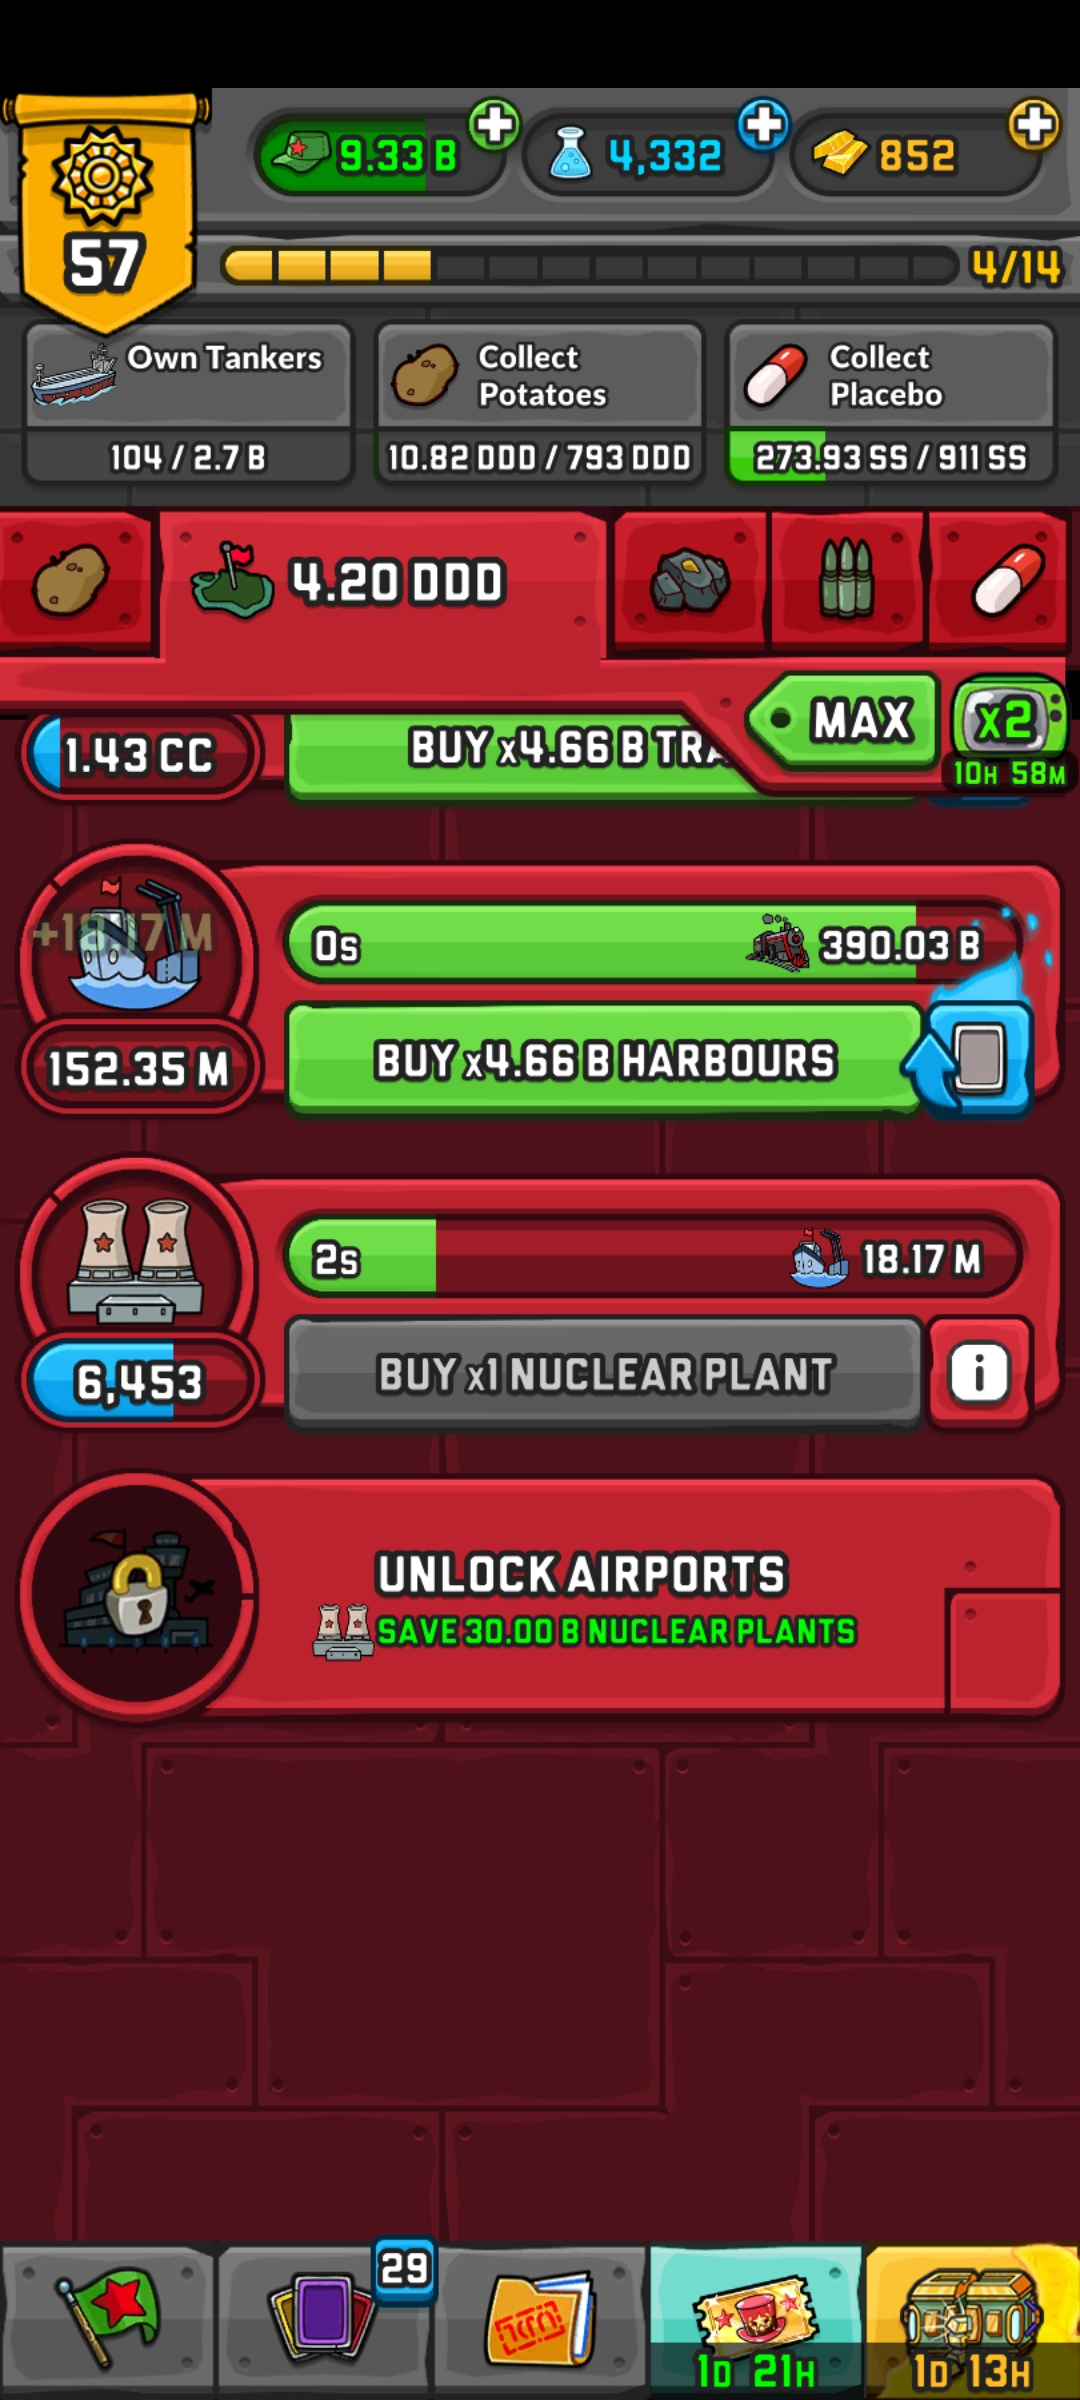 57
9.33 B
4,332
852
4/14
Own Tankers
104 / 2.7 B
Collect
Potatoes
10.82 DDD / 793 DDD
Collect
Placebo
273.93 SS / 911 SS
4.20 DDD
MAX
x2
10H 58M
1.43 CC
BUY x4.66 B
0s
390.03 B
152.35 M
BUY x4.66 B HARBOURS
2s
18.17 M
6,453
BUY x1 NUCLEAR PLANT
i
UNLOCK AIRPORTS
SAVE 30.00 B NUCLEAR PLANTS
29
1D 21H
1D 13H